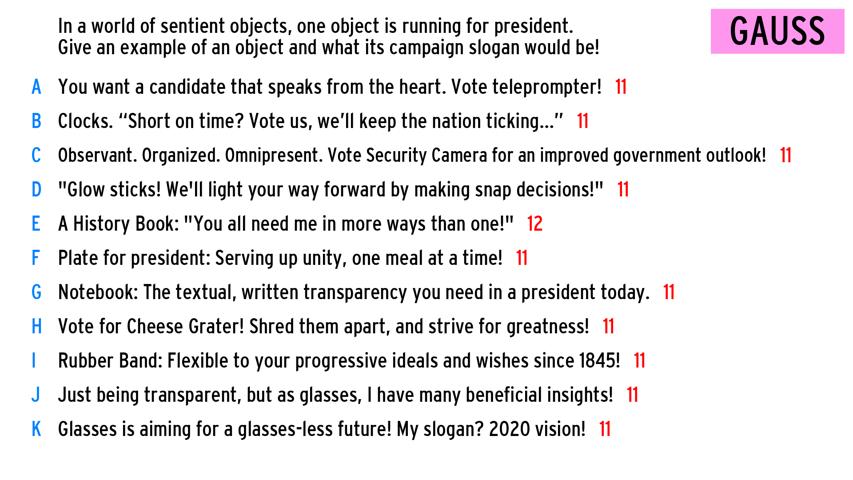 In a world of sentient objects, one object is running for president.
Give an example of an object and what its campaign slogan would be!
GAUSS
A You want a candidate that speaks from the heart. Vote teleprompter! 11
B Clocks. “Short on time? Vote us, we’ll keep the nation ticking...” 11
C Observant. Organized. Omnipresent. Vote Security Camera for an improved government outlook! 11
D "Glow sticks! We'll light your way forward by making snap decisions!" 11
E A History Book: "You all need me in more ways than one!" 12
F Plate for president: Serving up unity, one meal at a time! 11
G Notebook: The textual, written transparency you need in a president today. 11
H Vote for Cheese Grater! Shred them apart, and strive for greatness! 11
I Rubber Band: Flexible to your progressive ideals and wishes since 1845! 11
J Just being transparent, but as glasses, I have many beneficial insights! 11
K Glasses is aiming for a glasses-less future! My slogan? 2020 vision! 11